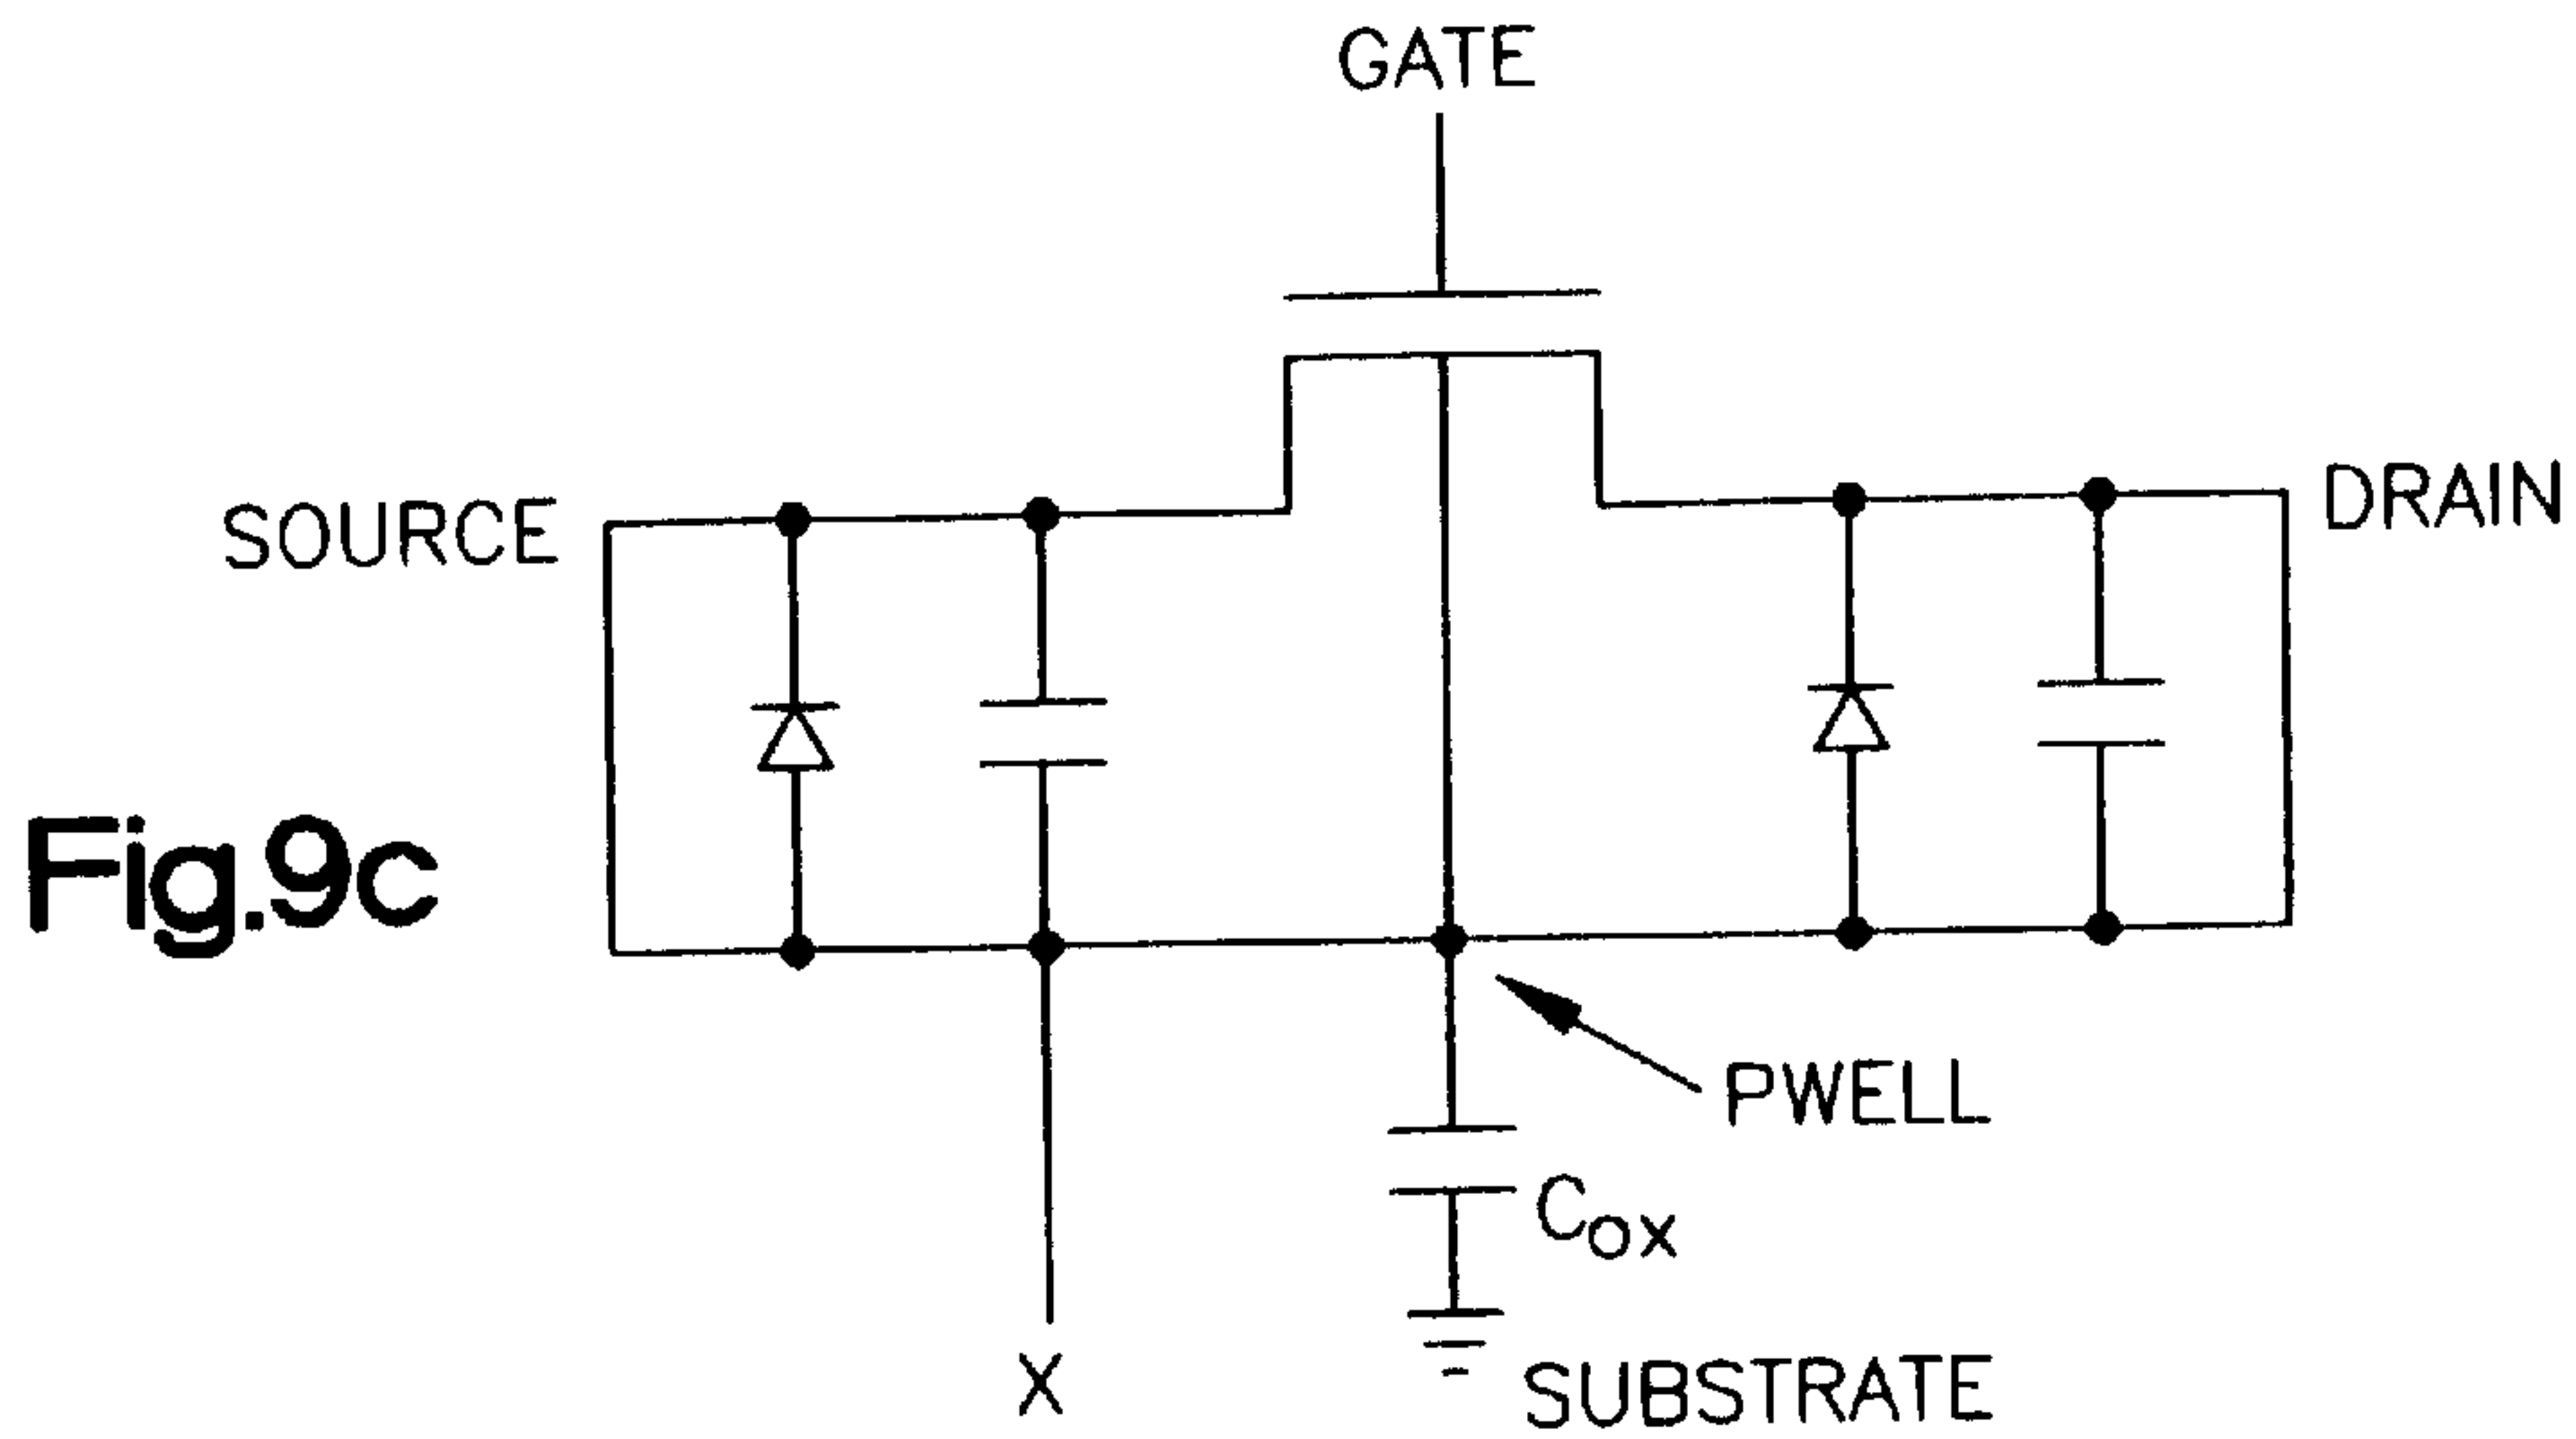 GATE
SOURCE
DRAIN
Fig.9c
PWELL
COX
X
SUBSTRATE